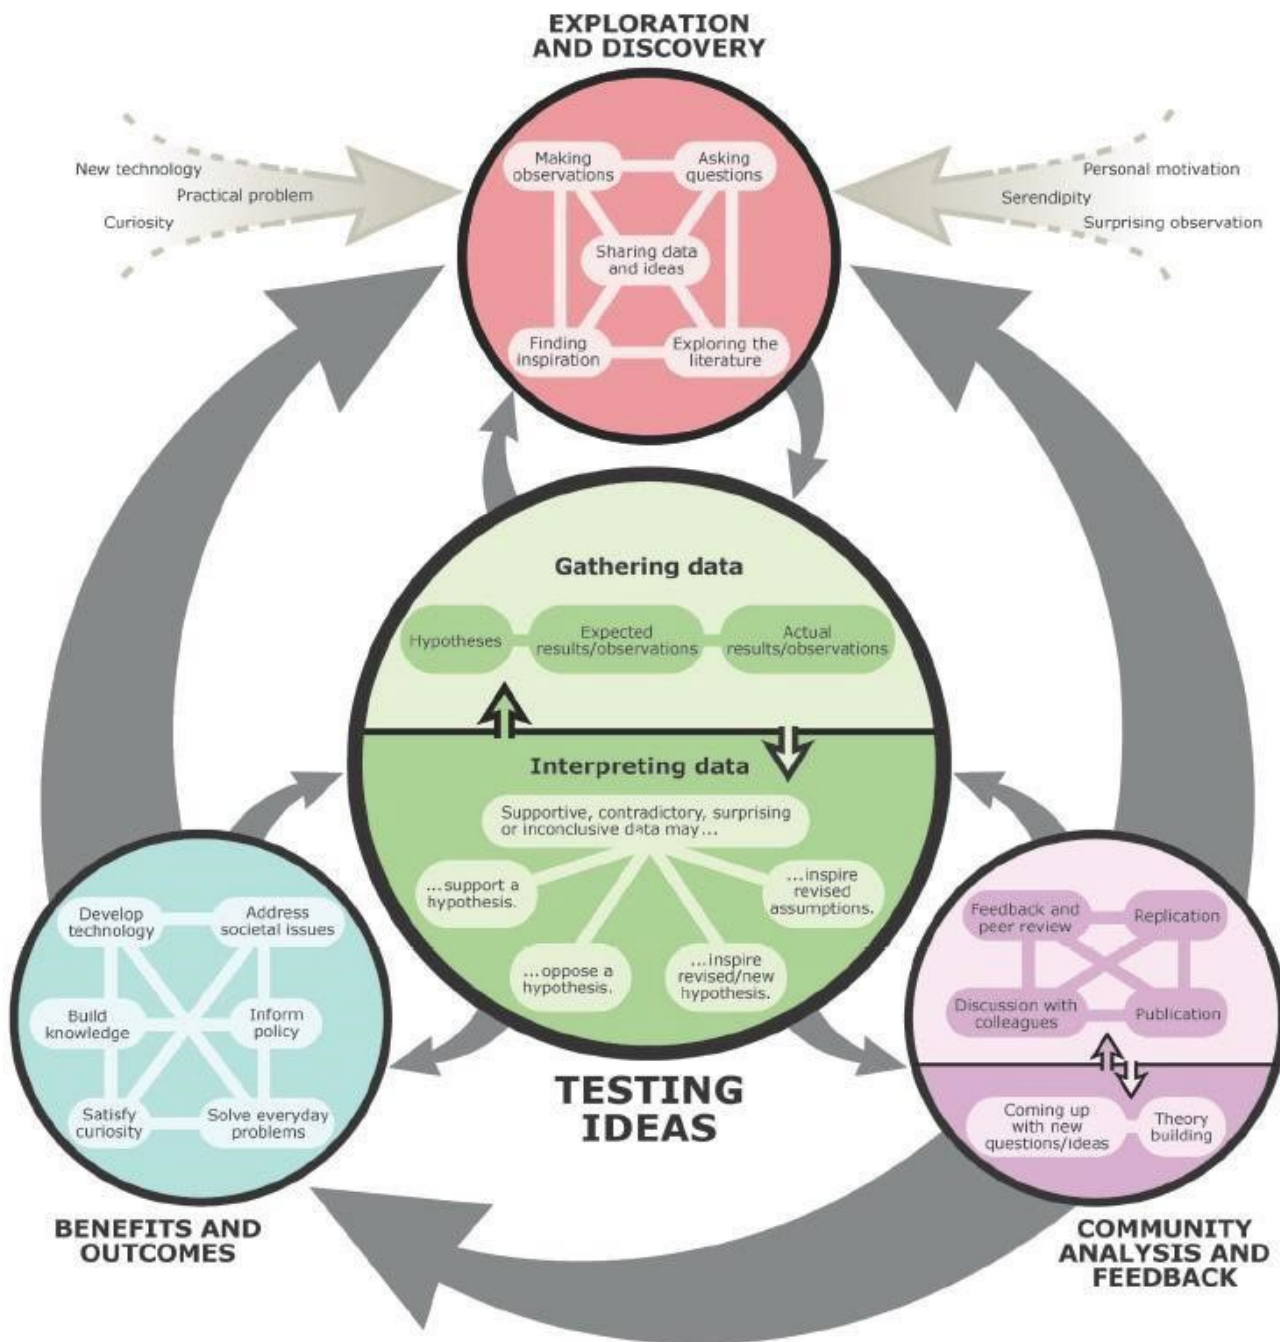 EXPLORATION
AND DISCOVERY
New technology
Practical problem
Curiosity
Personal motivation
Serendipity
Surprising observation
Making
observations
Asking
questions
Sharing data
and ideas
Finding
inspiration
Exploring the
literature
Gathering data
Hypotheses
Expected
results/observations
Actual
results/observations
Interpreting data
Supportive, contradictory, surprising
or inconclusive data may...
...support a
hypothesis.
...oppose a
hypothesis.
...inspire
revised/new
hypothesis.
...inspire
revised
assumptions.
TESTING
IDEAS
Develop
technology
Address
societal issues
Build
knowledge
Inform
policy
Satisfy
curiosity
Solve everyday
problems
BENEFITS AND
OUTCOMES
Feedback and
peer review
Replication
Discussion with
colleagues
Publication
Coming up
with new
questions/ideas
Theory
building
COMMUNITY
ANALYSIS AND
FEEDBACK